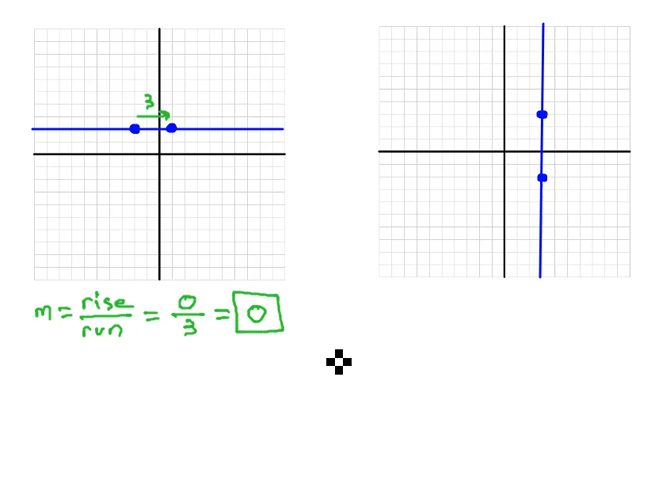 3
m = rise/run = 0/3 = 0